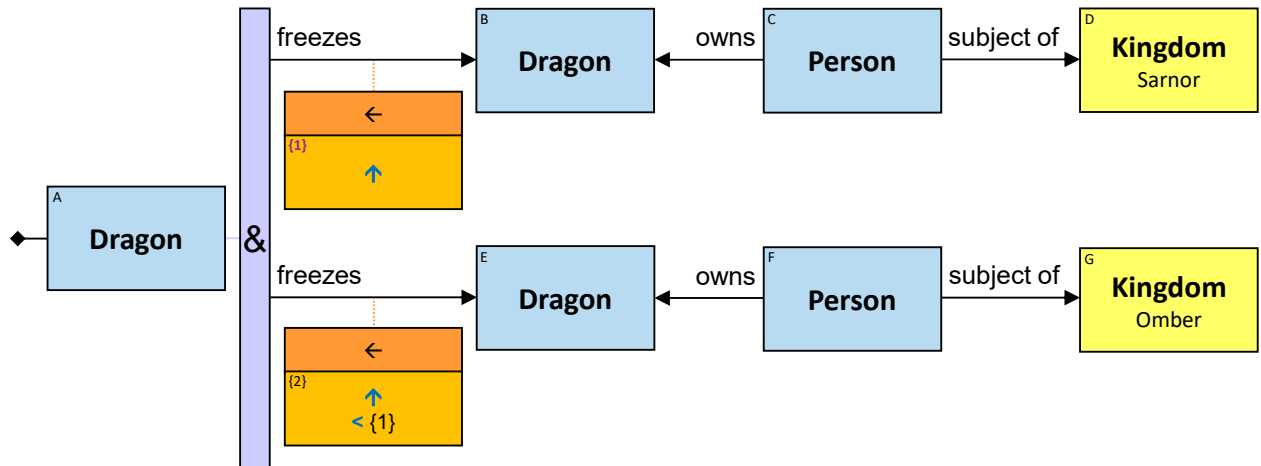 freezes
B
Dragon
owns
C
Person
subject of
D
Kingdom
Sarnor
←
{1}
↑
A
Dragon
&
freezes
E
Dragon
owns
F
Person
subject of
G
Kingdom
Omber
←
{2}
↑
< {1}